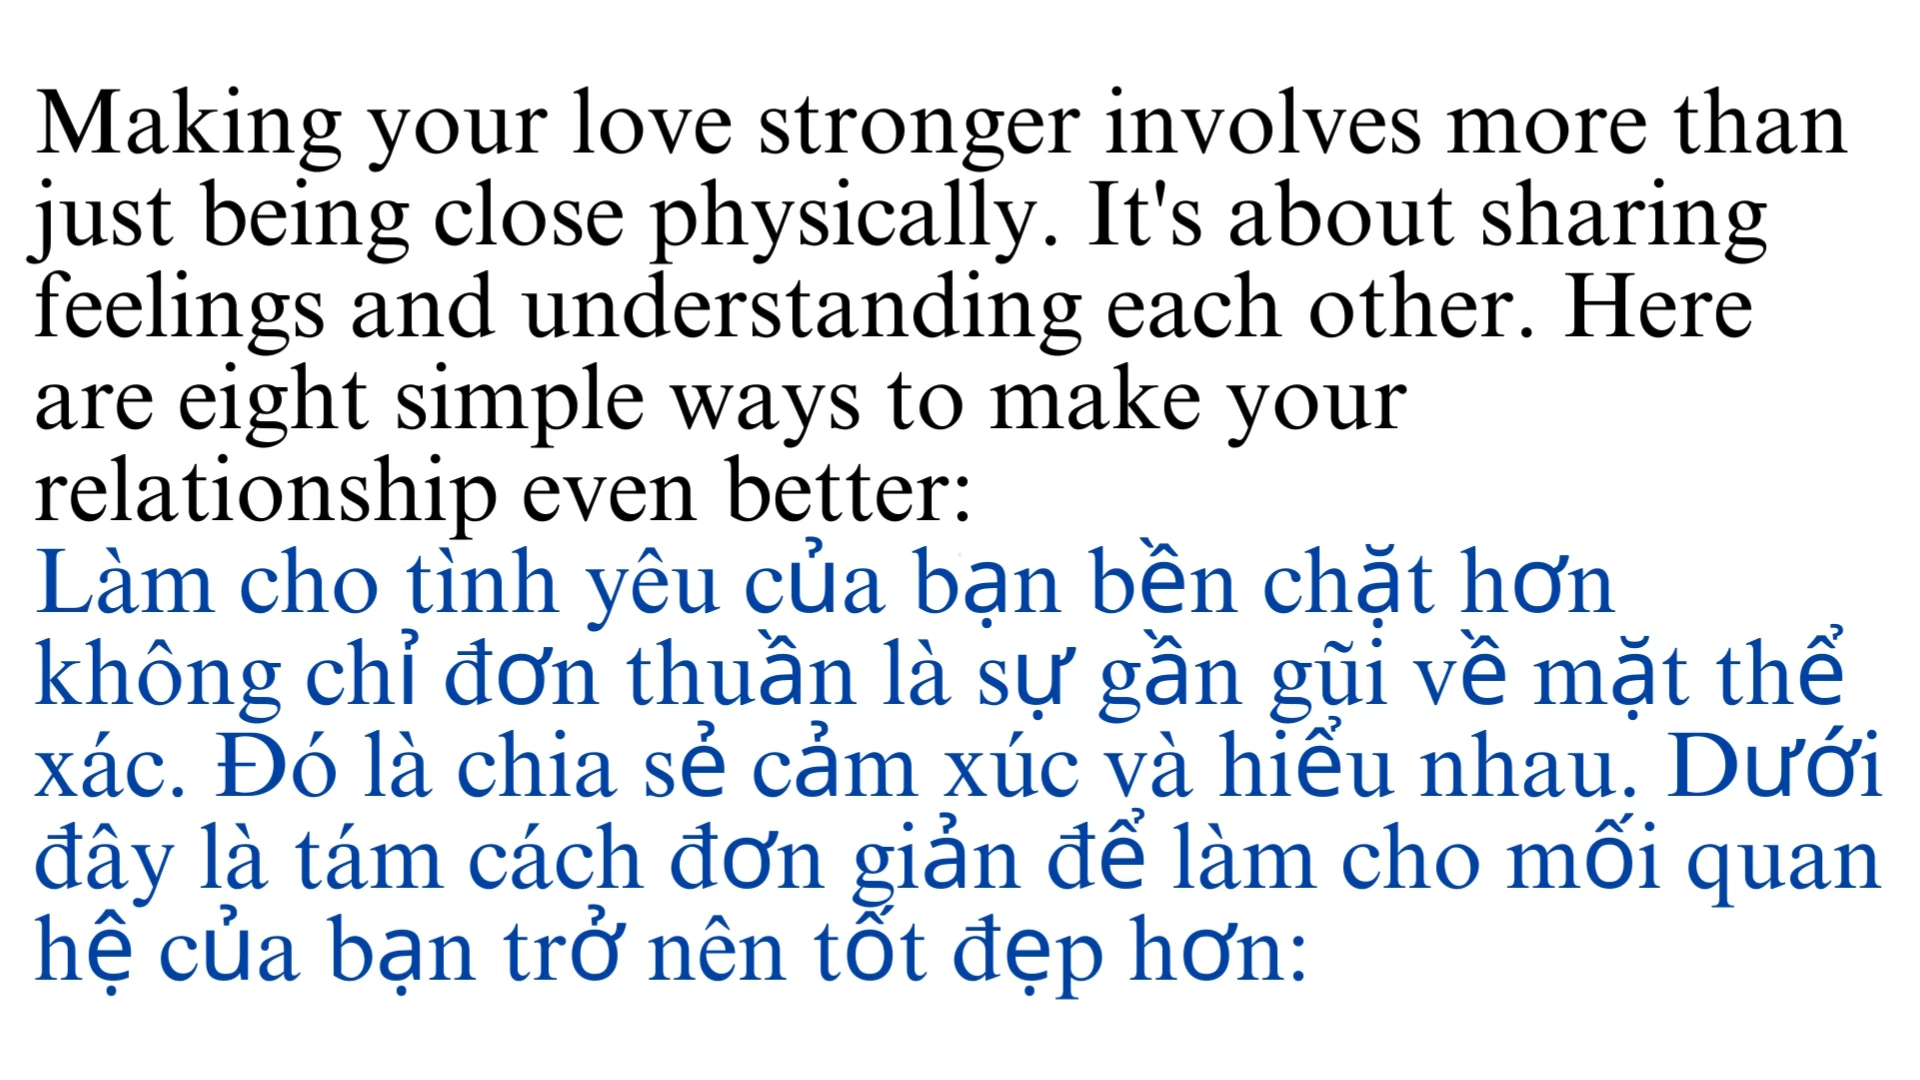 Making your love stronger involves more than
just being close physically. It's about sharing
feelings and understanding each other. Here
are eight simple ways to make your
relationship even better:
Làm cho tình yêu của bạn bền chặt hơn
không chỉ đơn thuần là sự gần gũi về mặt thể
xác. Đó là chia sẻ cảm xúc và hiểu nhau. Dưới
đây là tám cách đơn giản để làm cho mối quan
hệ của bạn trở nên tốt đẹp hơn: